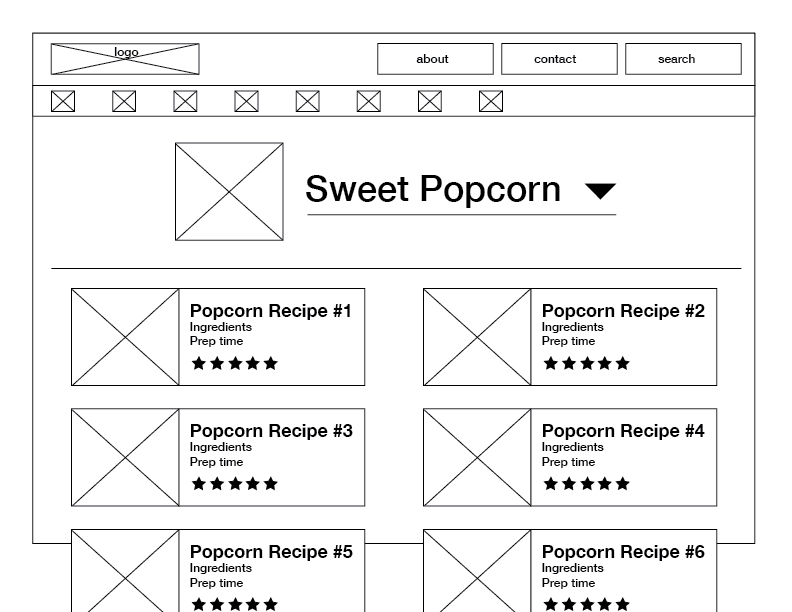 logo
about
contact
search
Sweet Popcorn
Popcorn Recipe #1
Ingredients
Prep time
Popcorn Recipe #2
Ingredients
Prep time
Popcorn Recipe #3
Ingredients
Prep time
Popcorn Recipe #4
Ingredients
Prep time
Popcorn Recipe #5
Ingredients
Prep time
Popcorn Recipe #6
Ingredients
Prep time